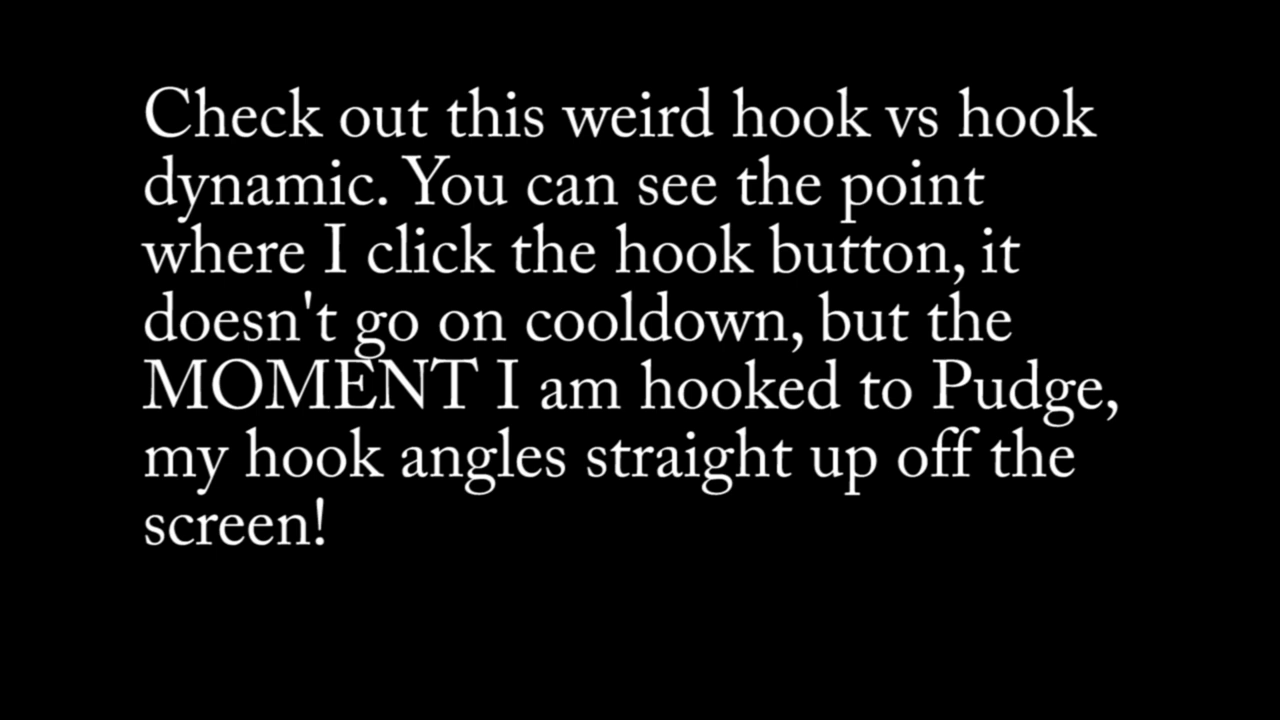 Check out this weird hook vs hook
dynamic. You can see the point
where I click the hook button, it
doesn't go on cooldown, but the
MOMENT I am hooked to Pudge,
my hook angles straight up off the
screen!